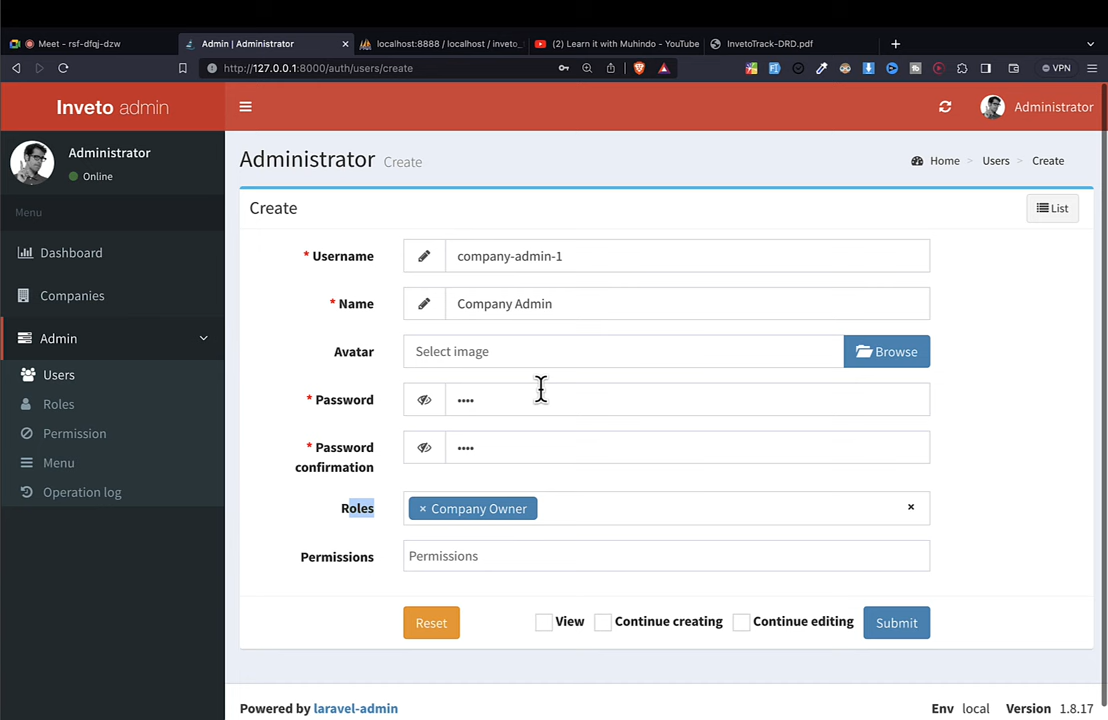 Meet - rsf-dfqj-dzw
Admin | Administrator
localhost:8888 / localhost / inveto_
(2) Learn it with Muhindo - YouTube
InvetoTrack-DRD.pdf
http://127.0.0.1:8000/auth/users/create
VPN
Inveto admin
Administrator
Administrator
Online
Administrator Create
Home > Users > Create
Menu
Create
List
Dashboard
Companies
Admin
Users
Roles
Permission
Menu
Operation log
* Username
company-admin-1
* Name
Company Admin
Avatar
Select image
Browse
* Password
••••
* Password confirmation
••••
Roles
× Company Owner
×
Permissions
Permissions
Reset
View
Continue creating
Continue editing
Submit
Powered by laravel-admin
Env local Version 1.8.17